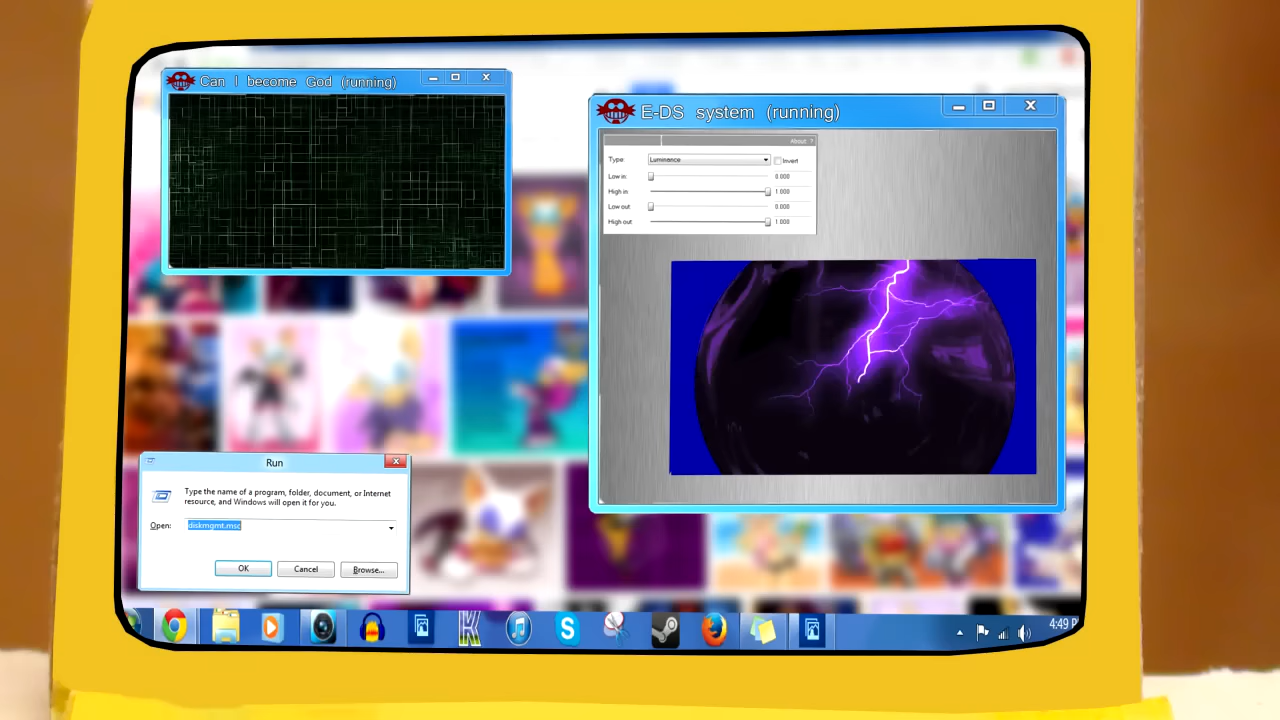 Can I become God (running)
E-DS system (running)
About ?
Type
Luminance
Invert
Low in
0.000
High in
1.000
Low out
0.000
High out
1.000
Run
Type the name of a program, folder, document, or Internet
resource, and Windows will open it for you.
Open:
diskmgmt.msc
OK
Cancel
Browse...
K
S
4:49 P